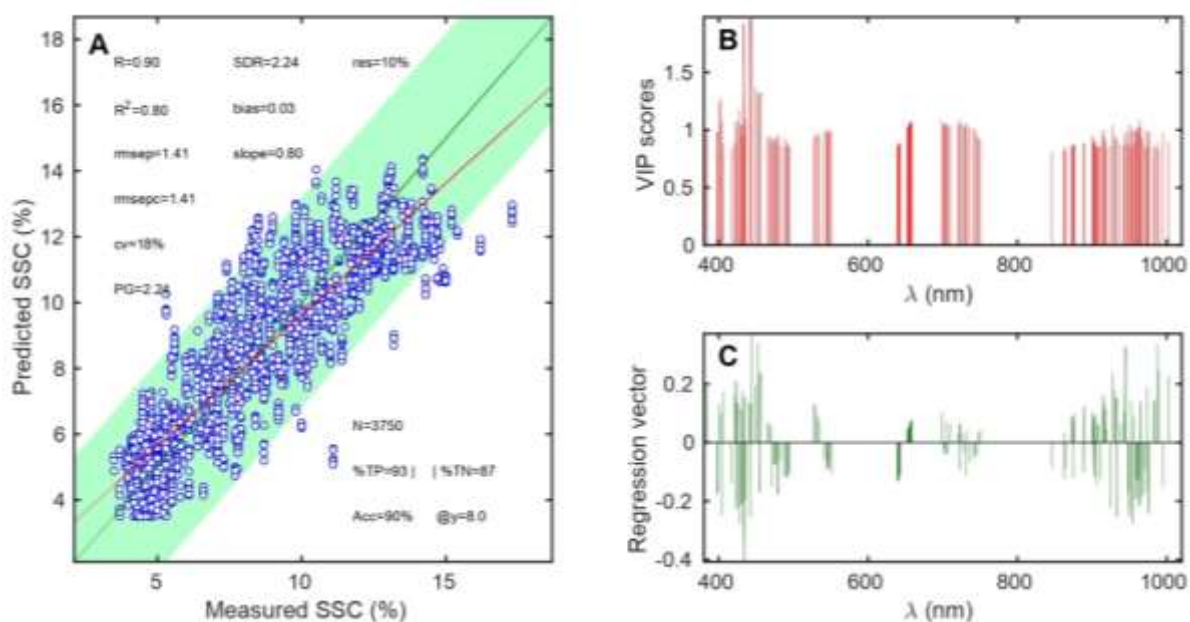 A
R=0.90 SDR=2.24 res=10%
R²=0.80 bias=0.03
rmsep=1.41 slope=0.80
rmsepc=1.41
cv=18%
PG=2.24
N=3750
%TP=93 | | %TN=87
Acc=90% @y=8.0
18
16
14
12
10
8
6
4
5 10 15
Predicted SSC (%)
Measured SSC (%)
B
1.5
1
0.5
0
400 600 800 1000
VIP scores
λ (nm)
C
0.2
0
-0.2
-0.4
400 600 800 1000
Regression vector
λ (nm)